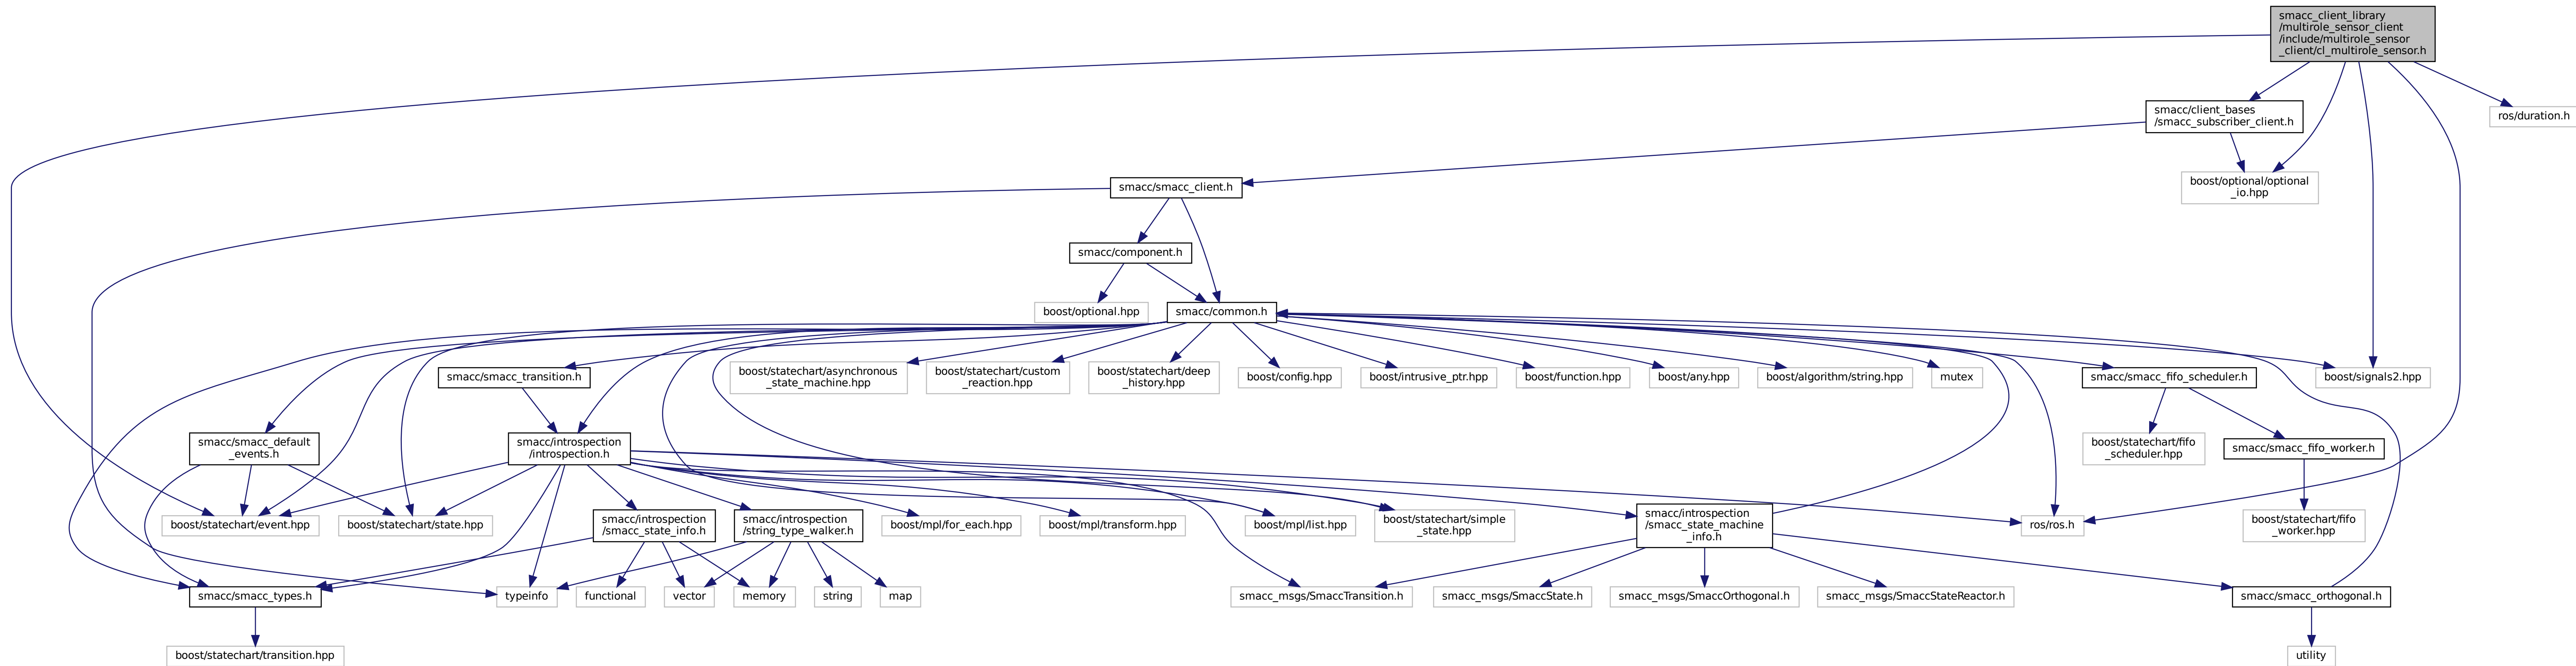 smacc_client_library
/multirole_sensor_client
/include/multirole_sensor
_client/cl_multirole_sensor.h
smacc/client_bases
/smacc_subscriber_client.h
ros/duration.h
smacc/smacc_client.h
boost/optional/optional
_io.hpp
smacc/component.h
boost/optional.hpp
smacc/common.h
smacc/smacc_transition.h
boost/statechart/asynchronous
_state_machine.hpp
boost/statechart/custom
_reaction.hpp
boost/statechart/deep
_history.hpp
boost/config.hpp
boost/intrusive_ptr.hpp
boost/function.hpp
boost/any.hpp
boost/algorithm/string.hpp
mutex
smacc/smacc_fifo_scheduler.h
boost/signals2.hpp
smacc/smacc_default
_events.h
smacc/introspection
/introspection.h
boost/statechart/fifo
_scheduler.hpp
smacc/smacc_fifo_worker.h
boost/statechart/event.hpp
boost/statechart/state.hpp
smacc/introspection
/smacc_state_info.h
smacc/introspection
/string_type_walker.h
boost/mpl/for_each.hpp
boost/mpl/transform.hpp
boost/mpl/list.hpp
boost/statechart/simple
_state.hpp
smacc/introspection
/smacc_state_machine
_info.h
ros/ros.h
boost/statechart/fifo
_worker.hpp
smacc/smacc_types.h
typeinfo
functional
vector
memory
string
map
smacc_msgs/SmaccTransition.h
smacc_msgs/SmaccState.h
smacc_msgs/SmaccOrthogonal.h
smacc_msgs/SmaccStateReactor.h
smacc/smacc_orthogonal.h
boost/statechart/transition.hpp
utility